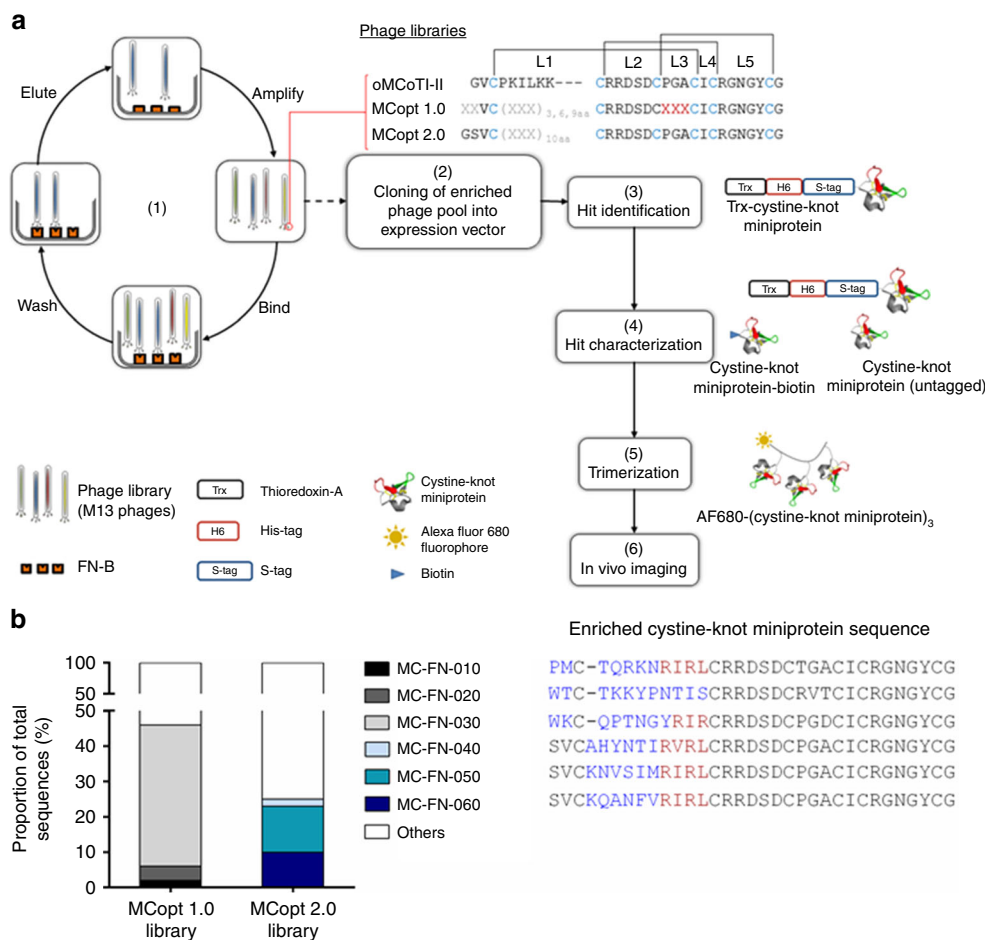 a
Phage libraries
L1 L2 L3 L4 L5
oMCoTI-II GVCPKILKK--- CRRDSDCPGACICRGNGYCG
MCopt 1.0 XXVC(XXX)3,6,9aa CRRDSDCXXXCICRGNGYCG
MCopt 2.0 GSVC(XXX)10aa CRRDSDCPGACICRGNGYCG
Elute
Amplify
(1)
Wash
Bind
(2)
Cloning of enriched
phage pool into
expression vector
(3)
Hit identification
Trx H6 S-tag
Trx-cystine-knot
miniprotein
(4)
Hit characterization
Trx H6 S-tag
Cystine-knot
miniprotein-biotin
Cystine-knot
miniprotein (untagged)
(5)
Trimerization
AF680-(cystine-knot miniprotein)3
(6)
In vivo imaging
Phage library
(M13 phages)
FN-B
Trx Thioredoxin-A
H6 His-tag
S-tag S-tag
Cystine-knot
miniprotein
Alexa fluor 680
fluorophore
Biotin
b
Proportion of total
sequences (%)
100
50
50
40
30
20
10
0
MCopt 1.0
library
MCopt 2.0
library
MC-FN-010
MC-FN-020
MC-FN-030
MC-FN-040
MC-FN-050
MC-FN-060
Others
Enriched cystine-knot miniprotein sequence
PMC-TQRKNRIRLCRRDSDCTGACICRGNGYCG
WTC-TKKYPNTISCRRDSDCRVTCICRGNGYCG
WKC-QPTNGYRIRCRRDSDCPGDCICRGNGYCG
SVCAHYNTIRVRLCRRDSDCPGACICRGNGYCG
SVCKNVSIMRIRLCRRDSDCPGACICRGNGYCG
SVCKQANFVRIRLCRRDSDCPGACICRGNGYCG